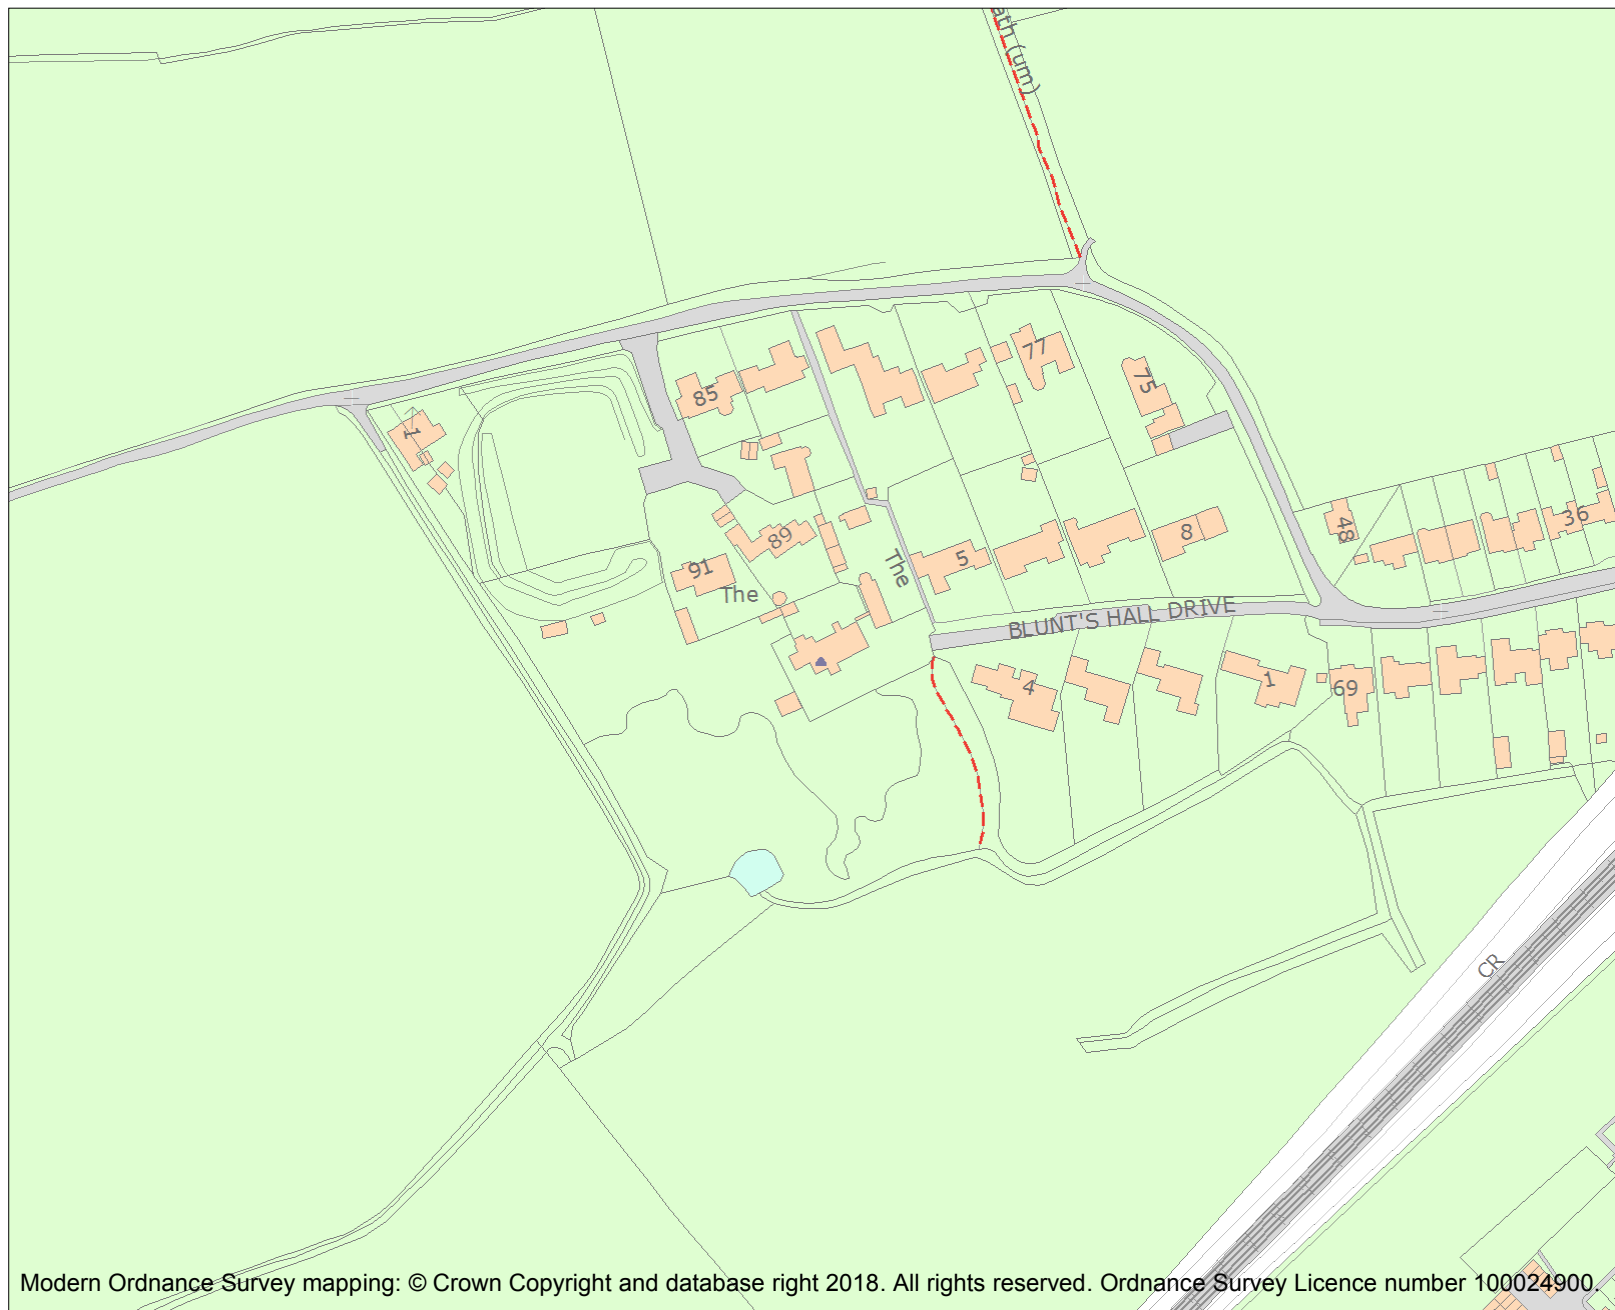 ath (um)
77
75
85
1
48
36
89
5
8
91
The
The
BLUNT'S HALL DRIVE
4
1
69
CR
Modern Ordnance Survey mapping: © Crown Copyright and database right 2018. All rights reserved. Ordnance Survey Licence number 100024900.